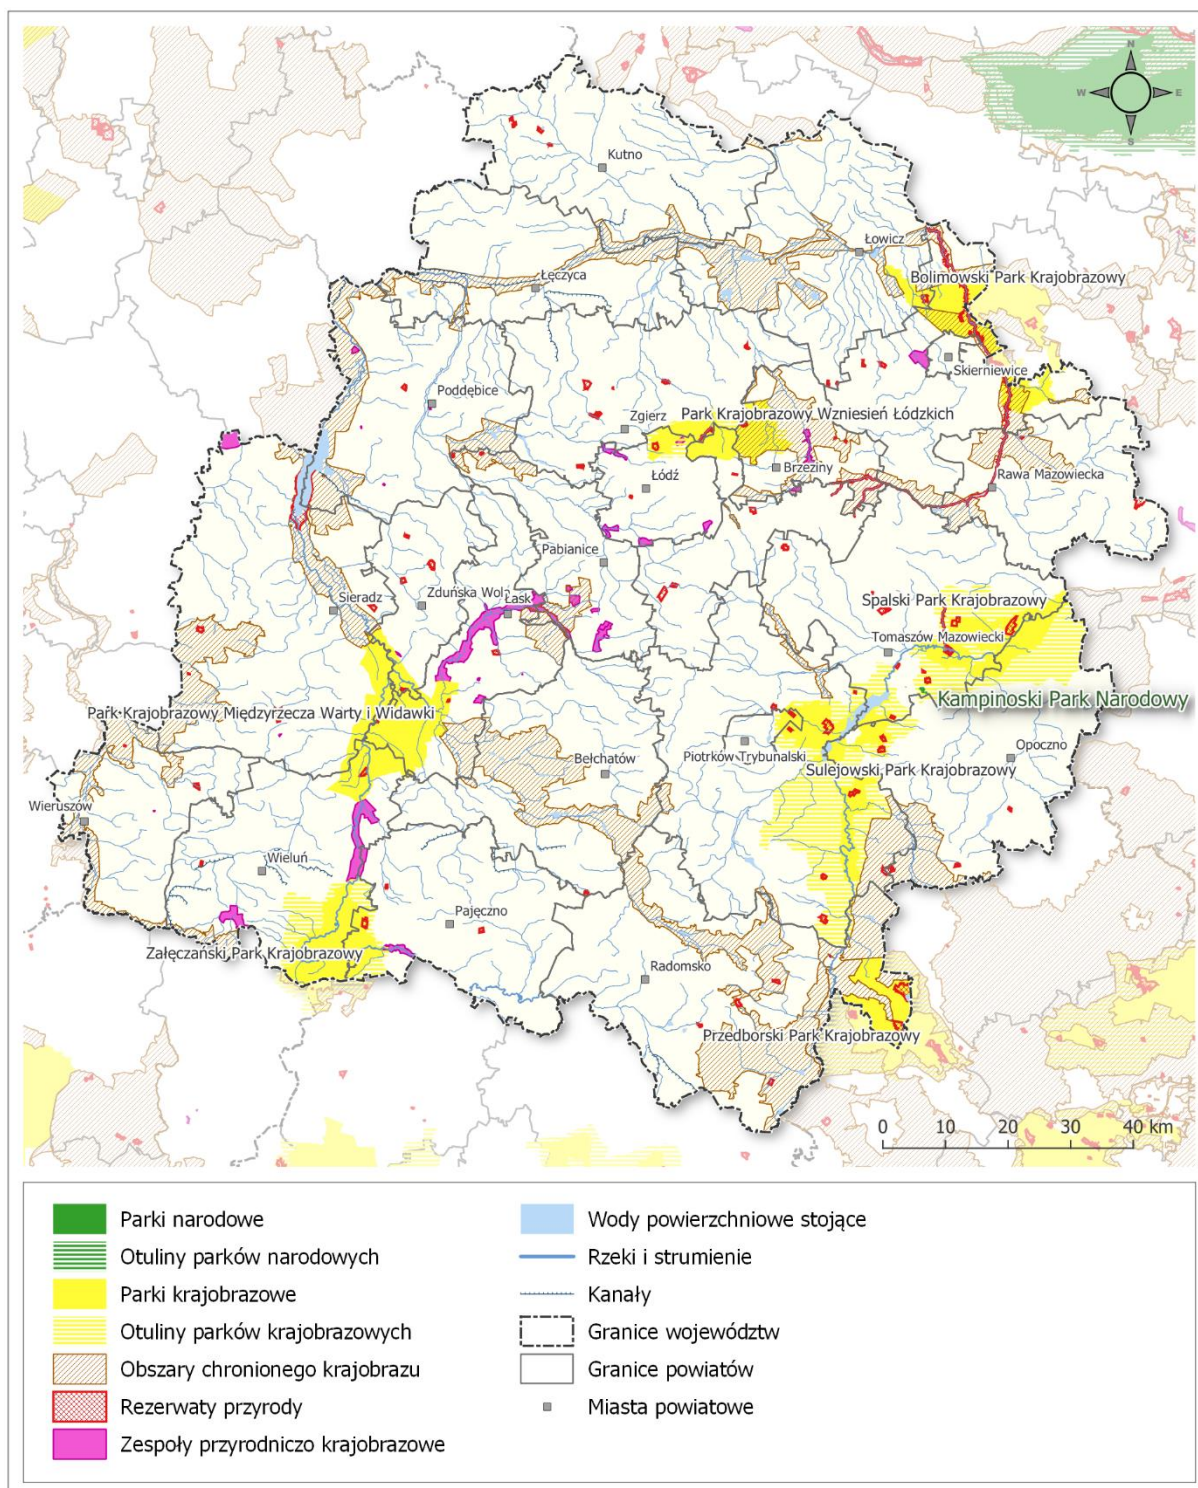 N
W E
S
Kutno
Łowicz
Bolimowski Park Krajobrazowy
Łęczyca
Skierniewice
Poddębice
Zgierz
Park Krajobrazowy Wzniesień Łódzkich
Brzeziny
Łódź
Rawa Mazowiecka
Pabianice
Zduńska Wola
Łask
Sieradz
Spalski Park Krajobrazowy
Tomaszów Mazowiecki
Kampinoski Park Narodowy
Park Krajobrazowy Międzyrzecza Warty i Widawki
Piotrków Trybunalski
Opoczno
Bełchatów
Sulejowski Park Krajobrazowy
Wieruszów
Wieluń
Pajęczno
Załęczański Park Krajobrazowy
Radomsko
Przedborski Park Krajobrazowy
0 10 20 30 40 km
Parki narodowe
Otuliny parków narodowych
Parki krajobrazowe
Otuliny parków krajobrazowych
Obszary chronionego krajobrazu
Rezerwaty przyrody
Zespoły przyrodniczo krajobrazowe
Wody powierzchniowe stojące
Rzeki i strumienie
Kanały
Granice województw
Granice powiatów
Miasta powiatowe